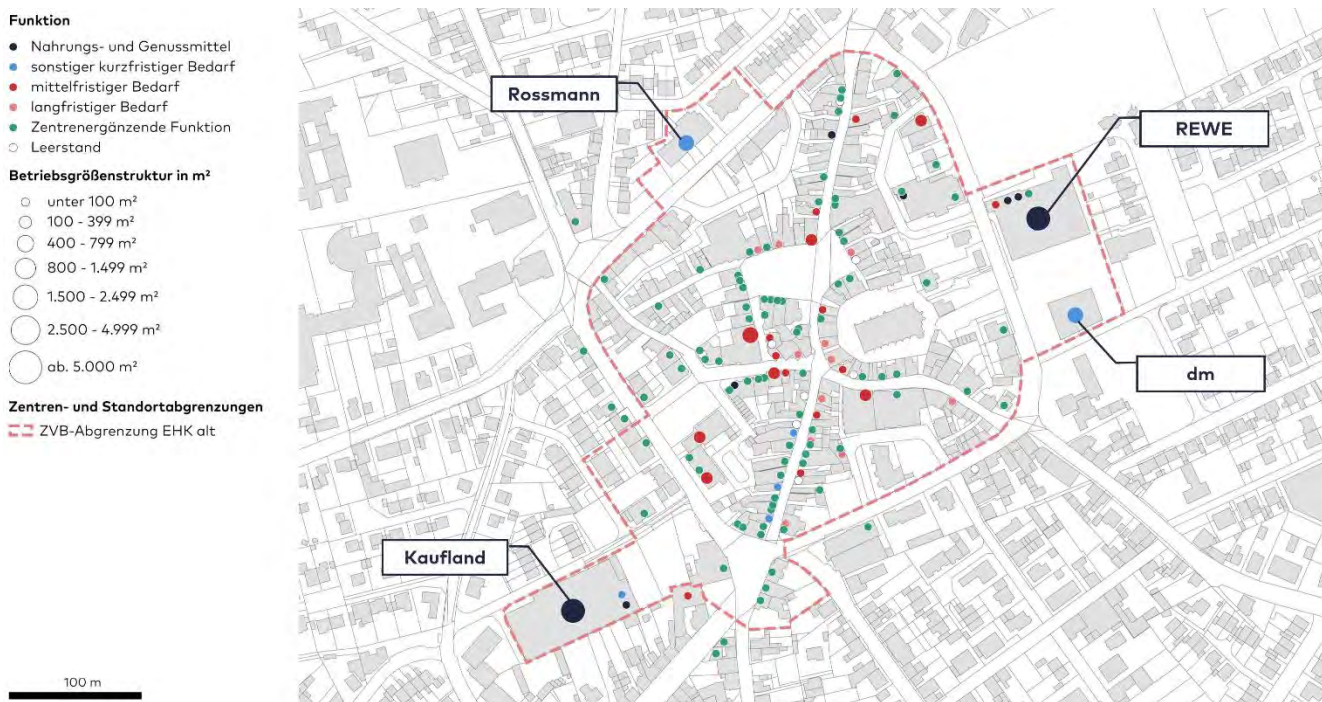 Funktion
Nahrungs- und Genussmittel
sonstiger kurzfristiger Bedarf
mittelfristiger Bedarf
langfristiger Bedarf
Zentrenergänzende Funktion
Leerstand
Betriebsgrößenstruktur in m²
unter 100 m²
100 - 399 m²
400 - 799 m²
800 - 1.499 m²
1.500 - 2.499 m²
2.500 - 4.999 m²
ab. 5.000 m²
Zentren- und Standortabgrenzungen
ZVB-Abgrenzung EHK alt
100 m
Rossmann
REWE
dm
Kaufland